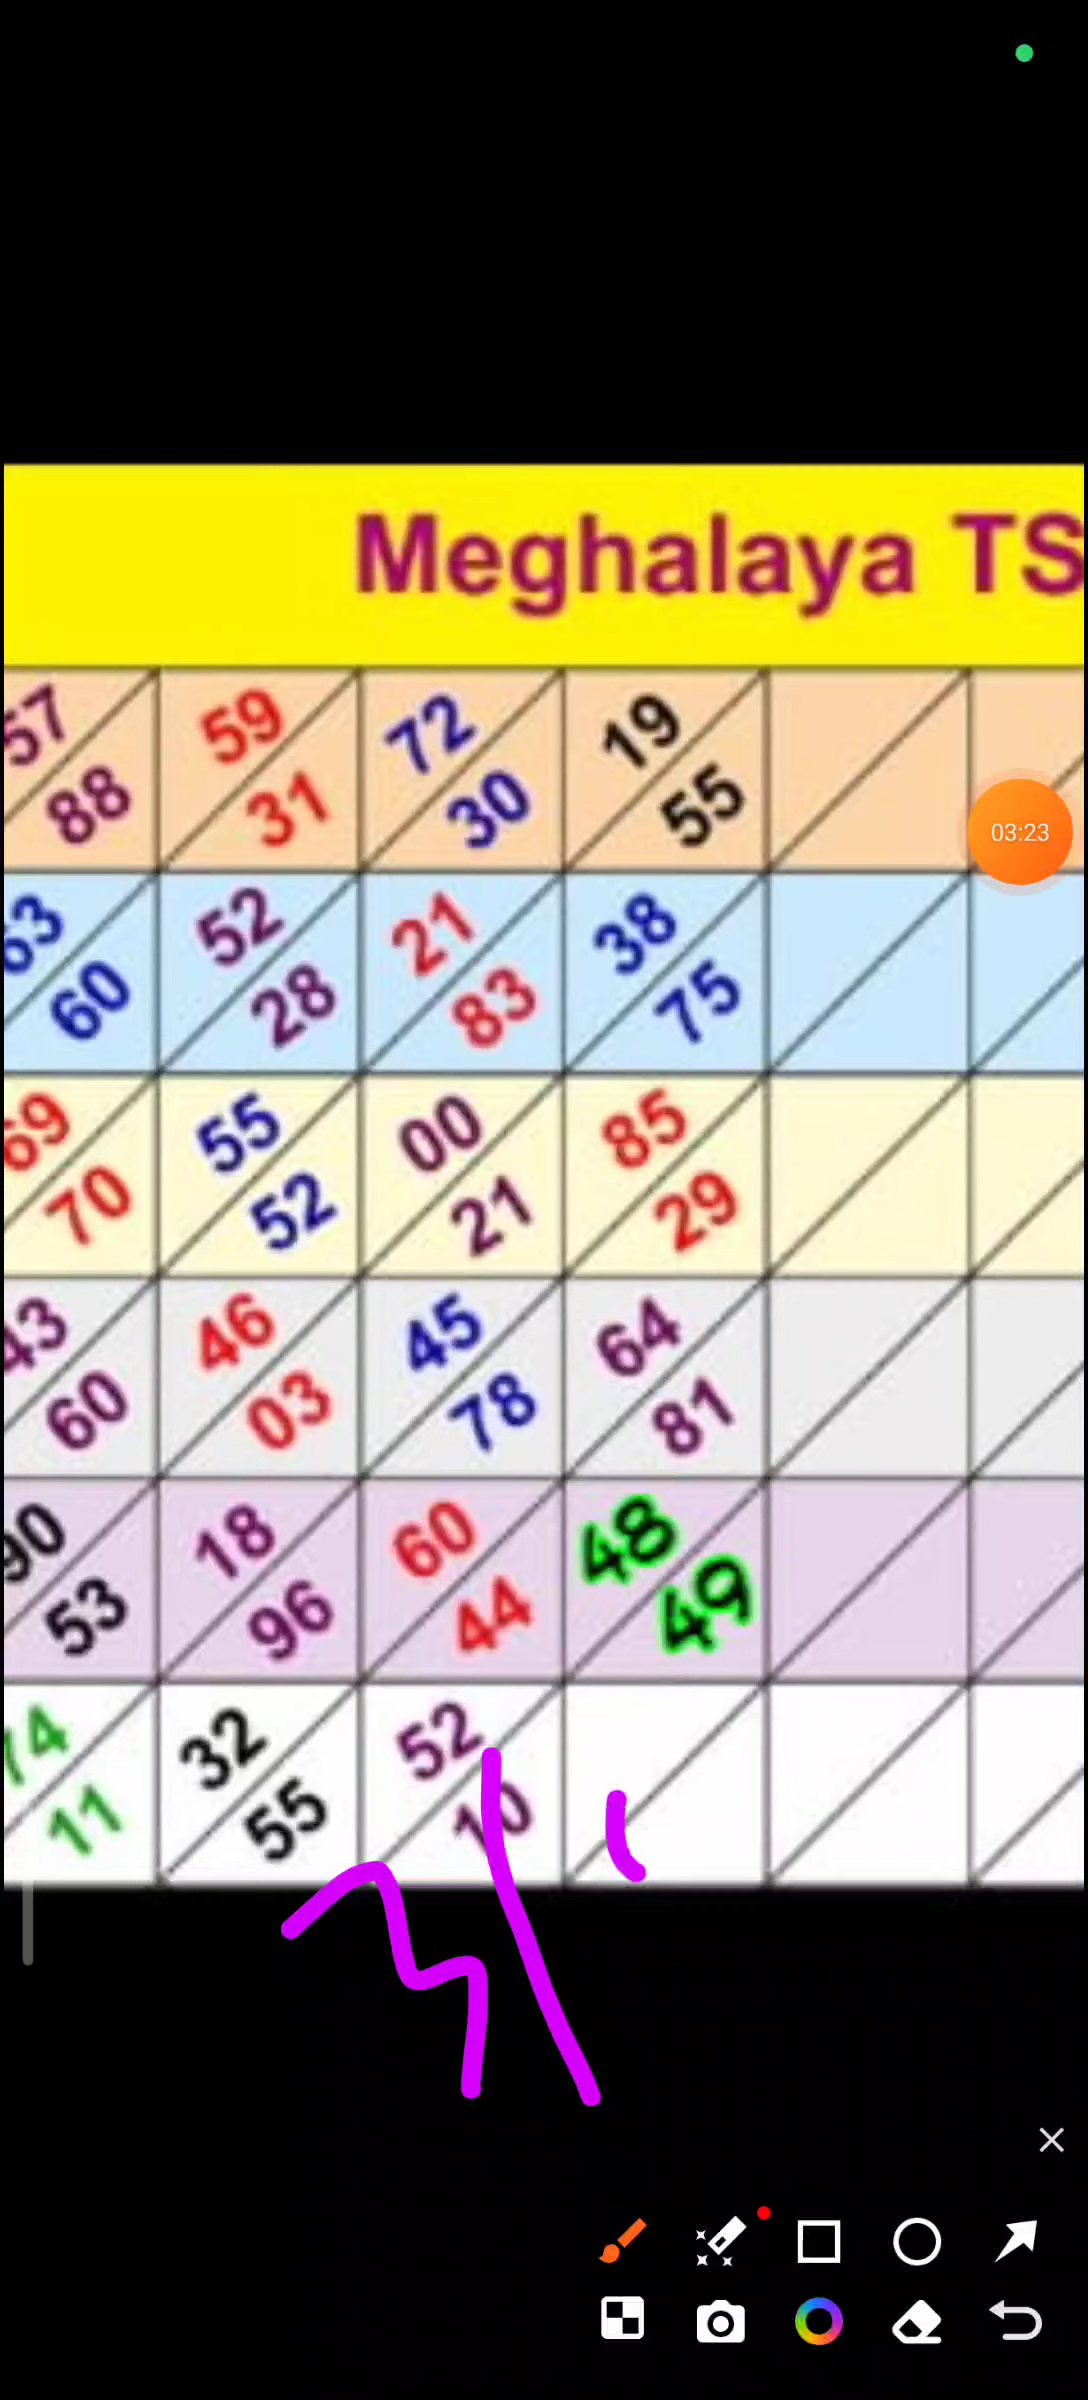 Meghalaya TS
57 59 72 19
88 31 30 55
03:23
63 52 21 38
60 28 83 75
69 55 00 85
70 52 21 29
43 46 45 64
60 03 78 81
90 18 60 48
53 96 44 49
74 32 52
11 55 10